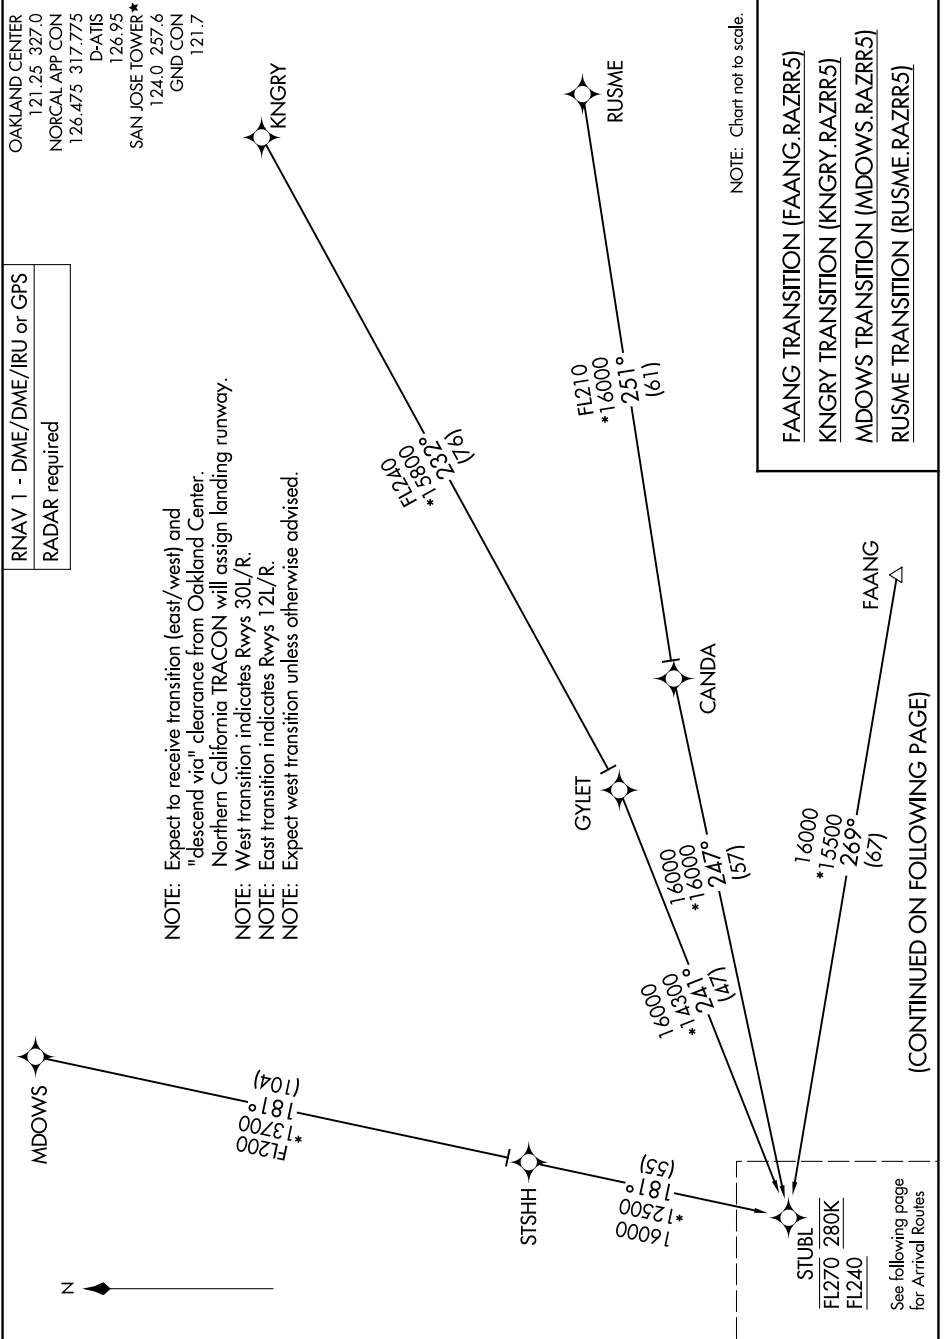 OAKLAND CENTER
121.25 327.0
NORCAL APP CON
126.475 317.775
D-ATIS
126.95
SAN JOSE TOWER★
124.0 257.6
GND CON
121.7
RNAV 1 - DME/DME/IRU or GPS
RADAR required
NOTE: Expect to receive transition (east/west) and
"descend via" clearance from Oakland Center.
Northern California TRACON will assign landing runway.
NOTE: West transition indicates Rwys 30L/R.
NOTE: East transition indicates Rwys 12L/R.
NOTE: Expect west transition unless otherwise advised.
N
MDOWS
FL200
*13700
181°
(104)
STSHH
16000
*12500
181°
(55)
KNGRY
FL240
*15800
232°
(76)
GYLET
16000
*14300
241°
(47)
RUSME
FL210
*16000
251°
(61)
CANDA
16000
*16000
247°
(57)
FAANG
16000
*15500
269°
(67)
STUBL
FL270 280K
FL240
See following page
for Arrival Routes
NOTE: Chart not to scale.
FAANG TRANSITION (FAANG.RAZRR5)
KNGRY TRANSITION (KNGRY.RAZRR5)
MDOWS TRANSITION (MDOWS.RAZRR5)
RUSME TRANSITION (RUSME.RAZRR5)
(CONTINUED ON FOLLOWING PAGE)